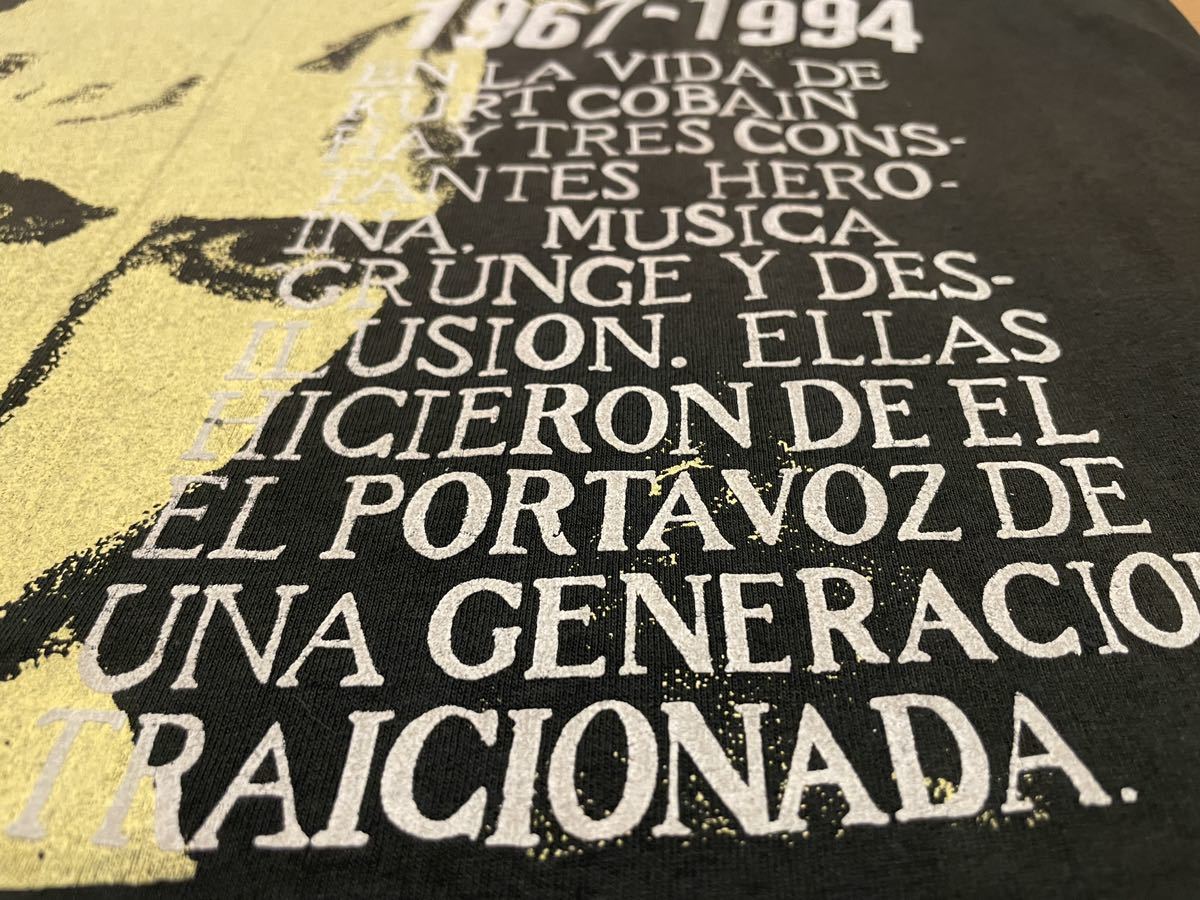 1967-1994
EN LA VIDA DE
KURT COBAIN
HAY TRES CONS-
TANTES HERO-
INA. MUSICA
GRUNGE Y DES-
ILUSION. ELLAS
HICIERON DE EL
EL PORTAVOZ DE
UNA GENERACION
TRAICIONADA.